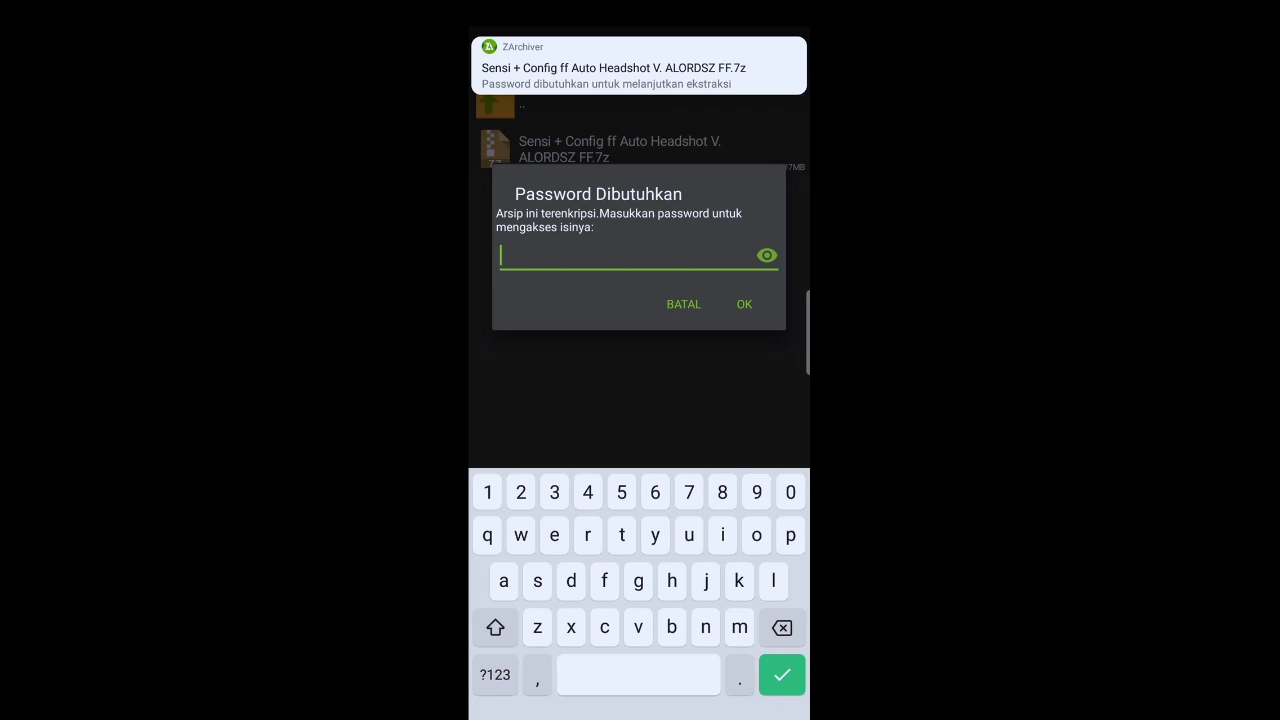 ZArchiver
Sensi + Config ff Auto Headshot V. ALORDSZ FF.7z
Password dibutuhkan untuk melanjutkan ekstraksi
..
Sensi + Config ff Auto Headshot V.
ALORDSZ FF.7z
7MB
Password Dibutuhkan
Arsip ini terenkripsi.Masukkan password untuk
mengakses isinya:
BATAL OK
1 2 3 4 5 6 7 8 9 0
q w e r t y u i o p
a s d f g h j k l
z x c v b n m
?123 , .